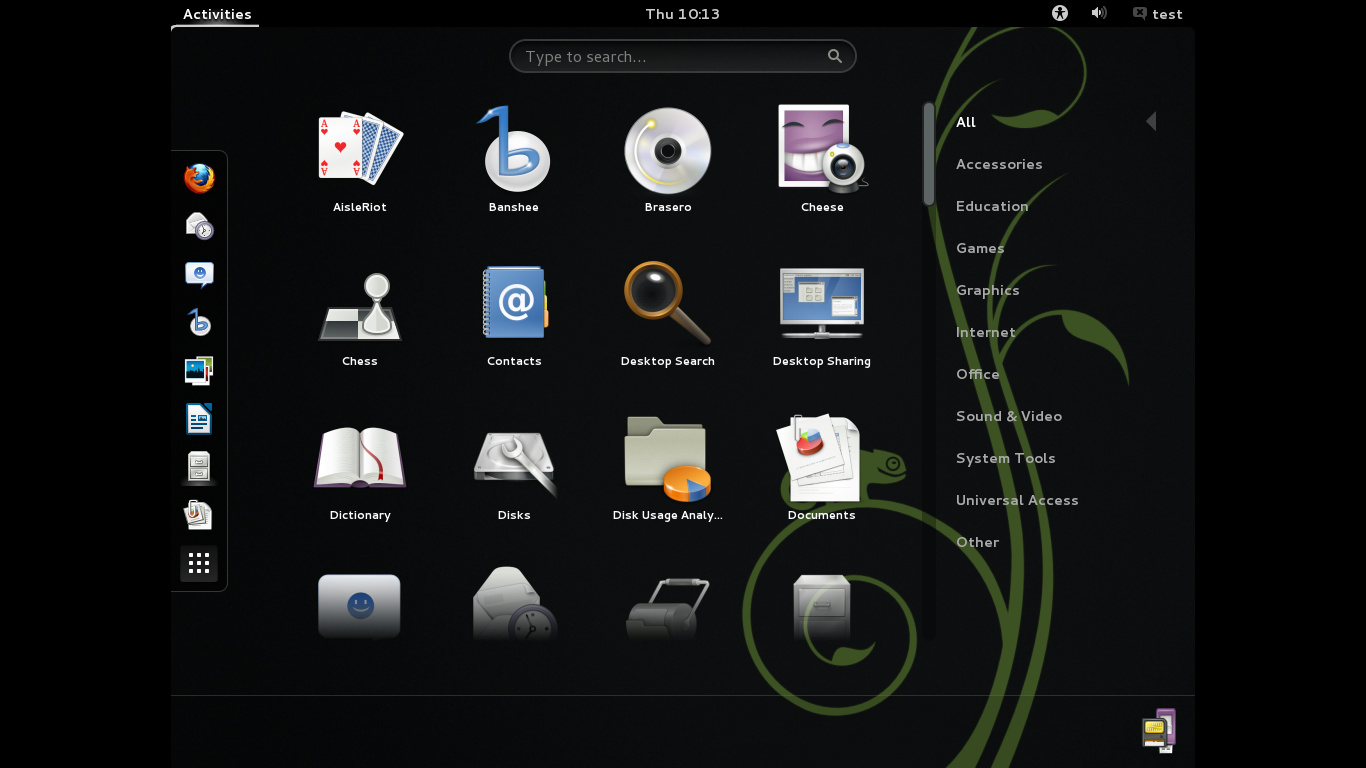 Activities
Thu 10:13
test
Type to search...
AisleRiot
Banshee
Brasero
Cheese
Chess
Contacts
Desktop Search
Desktop Sharing
Dictionary
Disks
Disk Usage Analy...
Documents
All
Accessories
Education
Games
Graphics
Internet
Office
Sound & Video
System Tools
Universal Access
Other